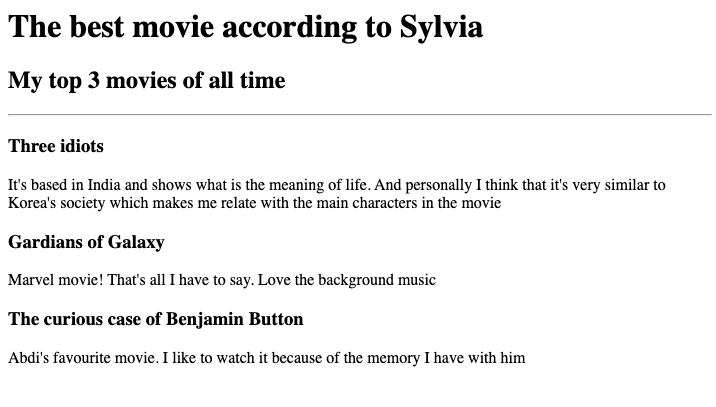 The best movie according to Sylvia
My top 3 movies of all time
Three idiots
It's based in India and shows what is the meaning of life. And personally I think that it's very similar to
Korea's society which makes me relate with the main characters in the movie
Gardians of Galaxy
Marvel movie! That's all I have to say. Love the background music
The curious case of Benjamin Button
Abdi's favourite movie. I like to watch it because of the memory I have with him